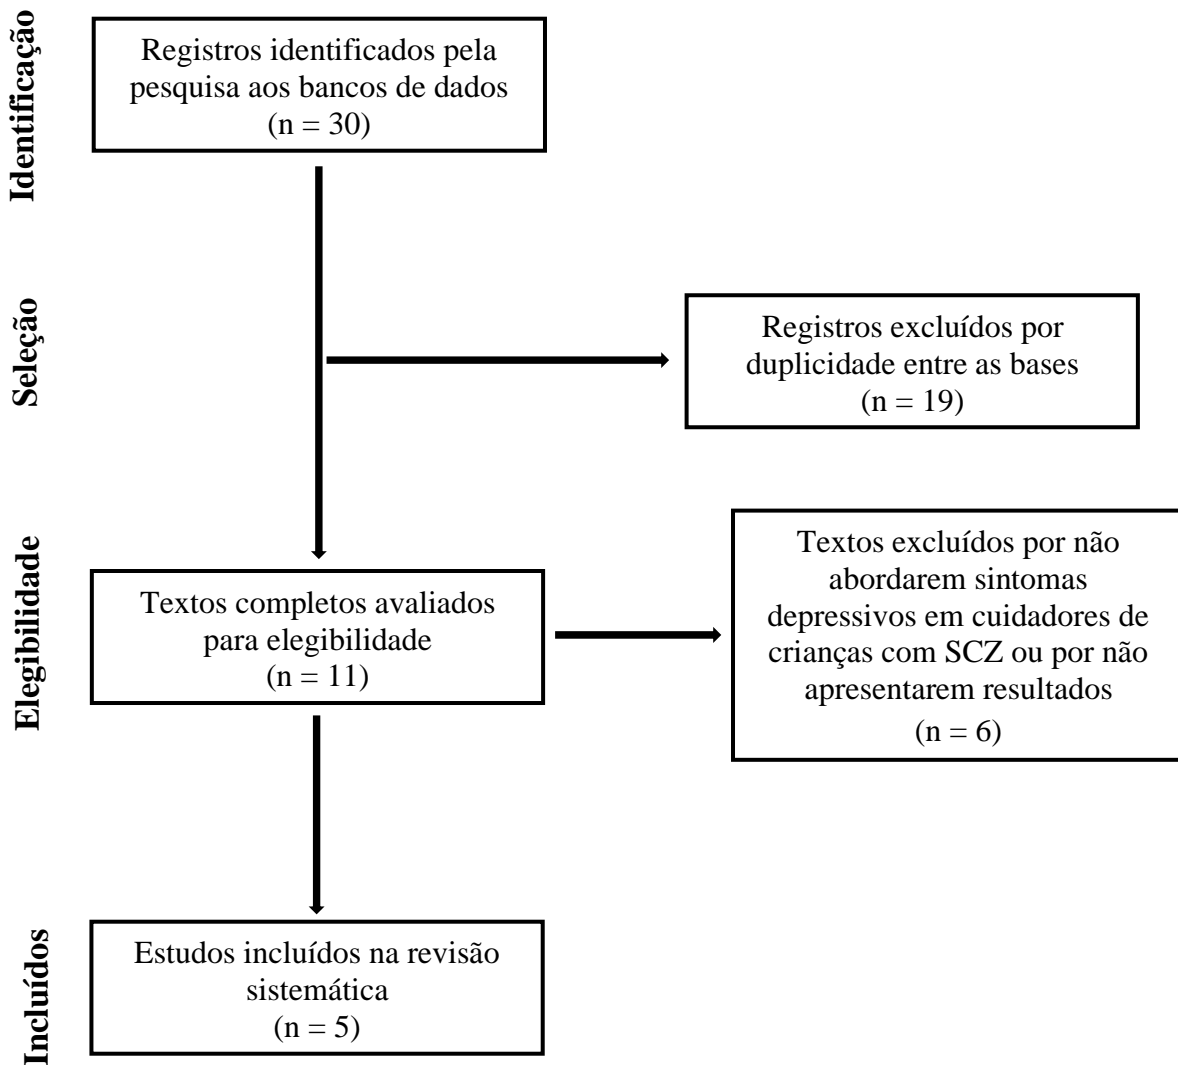 Identificação
Registros identificados pela
pesquisa aos bancos de dados
(n = 30)
Seleção
Registros excluídos por
duplicidade entre as bases
(n = 19)
Elegibilidade
Textos completos avaliados
para elegibilidade
(n = 11)
Textos excluídos por não
abordarem sintomas
depressivos em cuidadores de
crianças com SCZ ou por não
apresentarem resultados
(n = 6)
Incluídos
Estudos incluídos na revisão
sistemática
(n = 5)